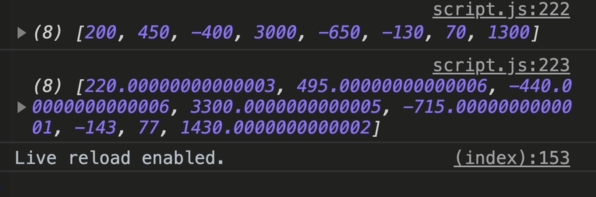 script.js:222
▶ (8) [200, 450, -400, 3000, -650, -130, 70, 1300]
script.js:223
(8) [220.00000000000003, 495.00000000000006, -440.0
▶ 0000000000006, 3300.0000000000005, -715.00000000000
01, -143, 77, 1430.0000000000002]
Live reload enabled. (index):153